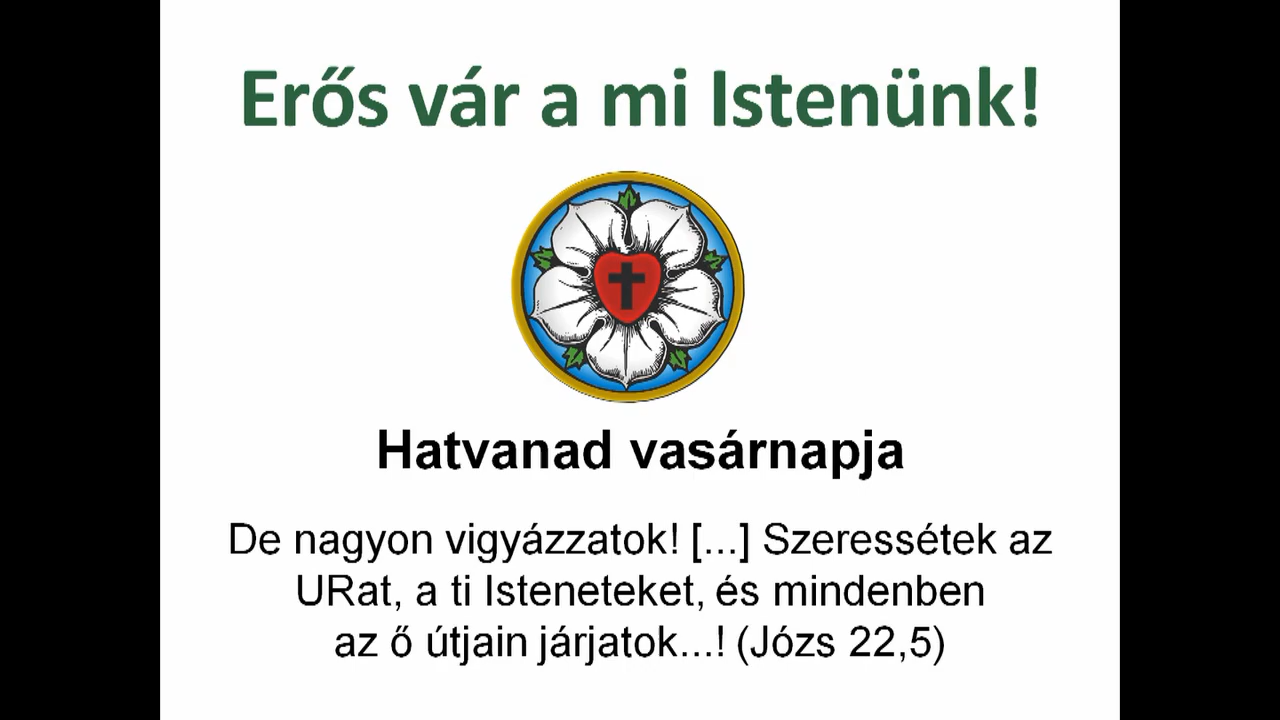 Erős vár a mi Istenünk!
Hatvanad vasárnapja
De nagyon vigyázzatok! [...] Szeressétek az
URat, a ti Isteneteket, és mindenben
az ő útjain járjatok...! (Józs 22,5)